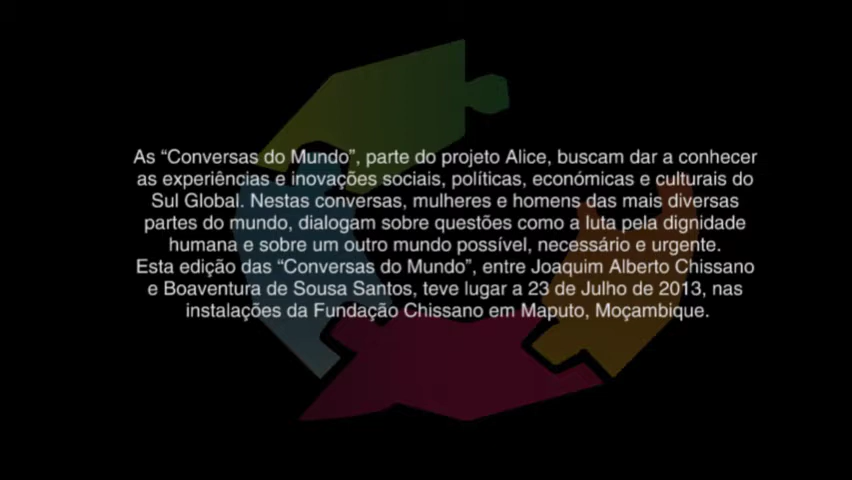 As “Conversas do Mundo”, parte do projeto Alice, buscam dar a conhecer
as experiências e inovações sociais, políticas, económicas e culturais do
Sul Global. Nestas conversas, mulheres e homens das mais diversas
partes do mundo, dialogam sobre questões como a luta pela dignidade
humana e sobre um outro mundo possível, necessário e urgente.
Esta edição das “Conversas do Mundo”, entre Joaquim Alberto Chissano
e Boaventura de Sousa Santos, teve lugar a 23 de Julho de 2013, nas
instalações da Fundação Chissano em Maputo, Moçambique.